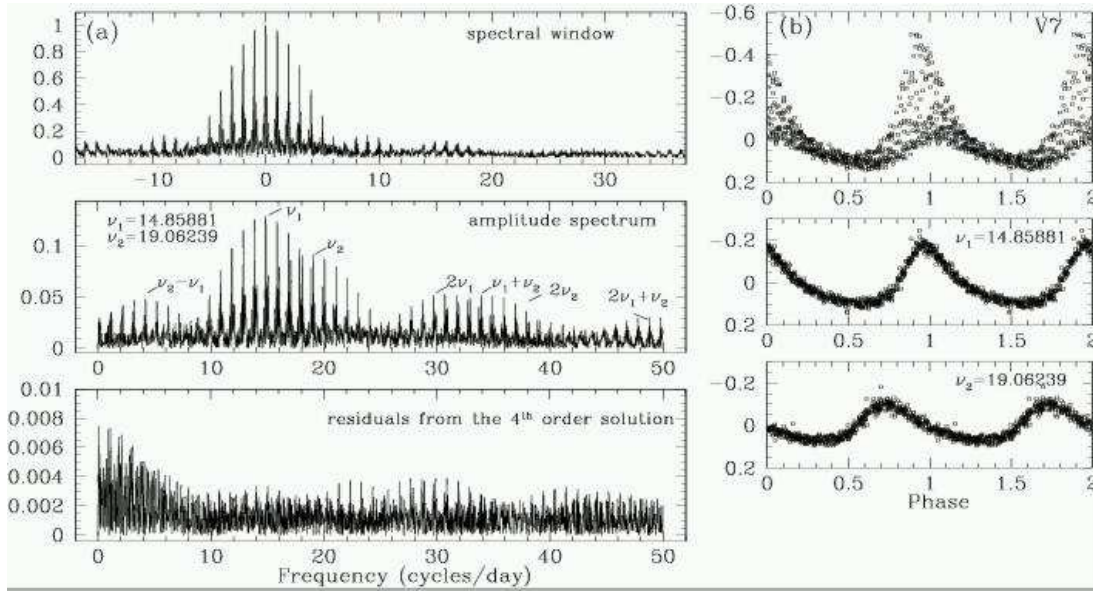 (a)
spectral window
1
0.8
0.6
0.4
0.2
0
−10 0 10 20 30
ν₁=14.85881
ν₂=19.06239
amplitude spectrum
ν₁
ν₂
ν₂−ν₁
2ν₁
ν₁+ν₂
2ν₂
2ν₁+ν₂
0.1
0.05
0
0 10 20 30 40 50
residuals from the 4th order solution
0.01
0.008
0.006
0.004
0.002
0
0 10 20 30 40 50
Frequency (cycles/day)
(b)
V7
−0.6
−0.4
−0.2
0
0.2
0 0.5 1 1.5 2
ν₁=14.85881
−0.2
0
0.2
0 0.5 1 1.5 2
ν₂=19.06239
−0.2
0
0.2
0 0.5 1 1.5 2
Phase